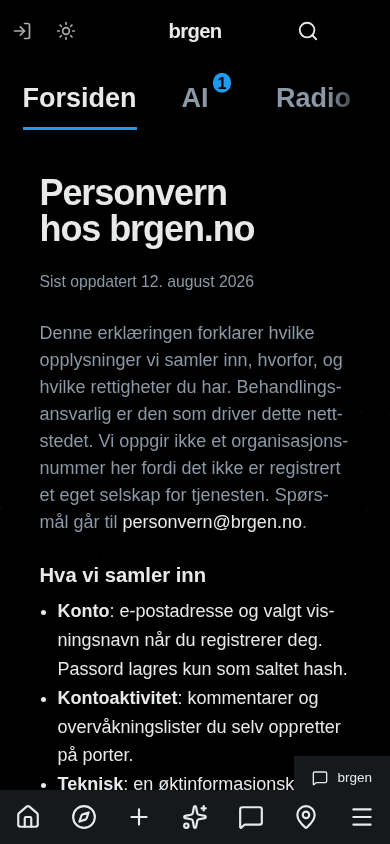 brgen
Forsiden AI 1 Radio
Personvern
hos brgen.no
Sist oppdatert 12. august 2026
Denne erklæringen forklarer hvilke
opplysninger vi samler inn, hvorfor, og
hvilke rettigheter du har. Behandlings-
ansvarlig er den som driver dette nett-
stedet. Vi oppgir ikke et organisasjons-
nummer her fordi det ikke er registrert
et eget selskap for tjenesten. Spørs-
mål går til personvern@brgen.no.
Hva vi samler inn
• Konto: e-postadresse og valgt vis-
ningsnavn når du registrerer deg.
Passord lagres kun som saltet hash.
• Kontoaktivitet: kommentarer og
overvåkningslister du selv oppretter
på porter.
• Teknisk: en øktinformasjonsk
brgen